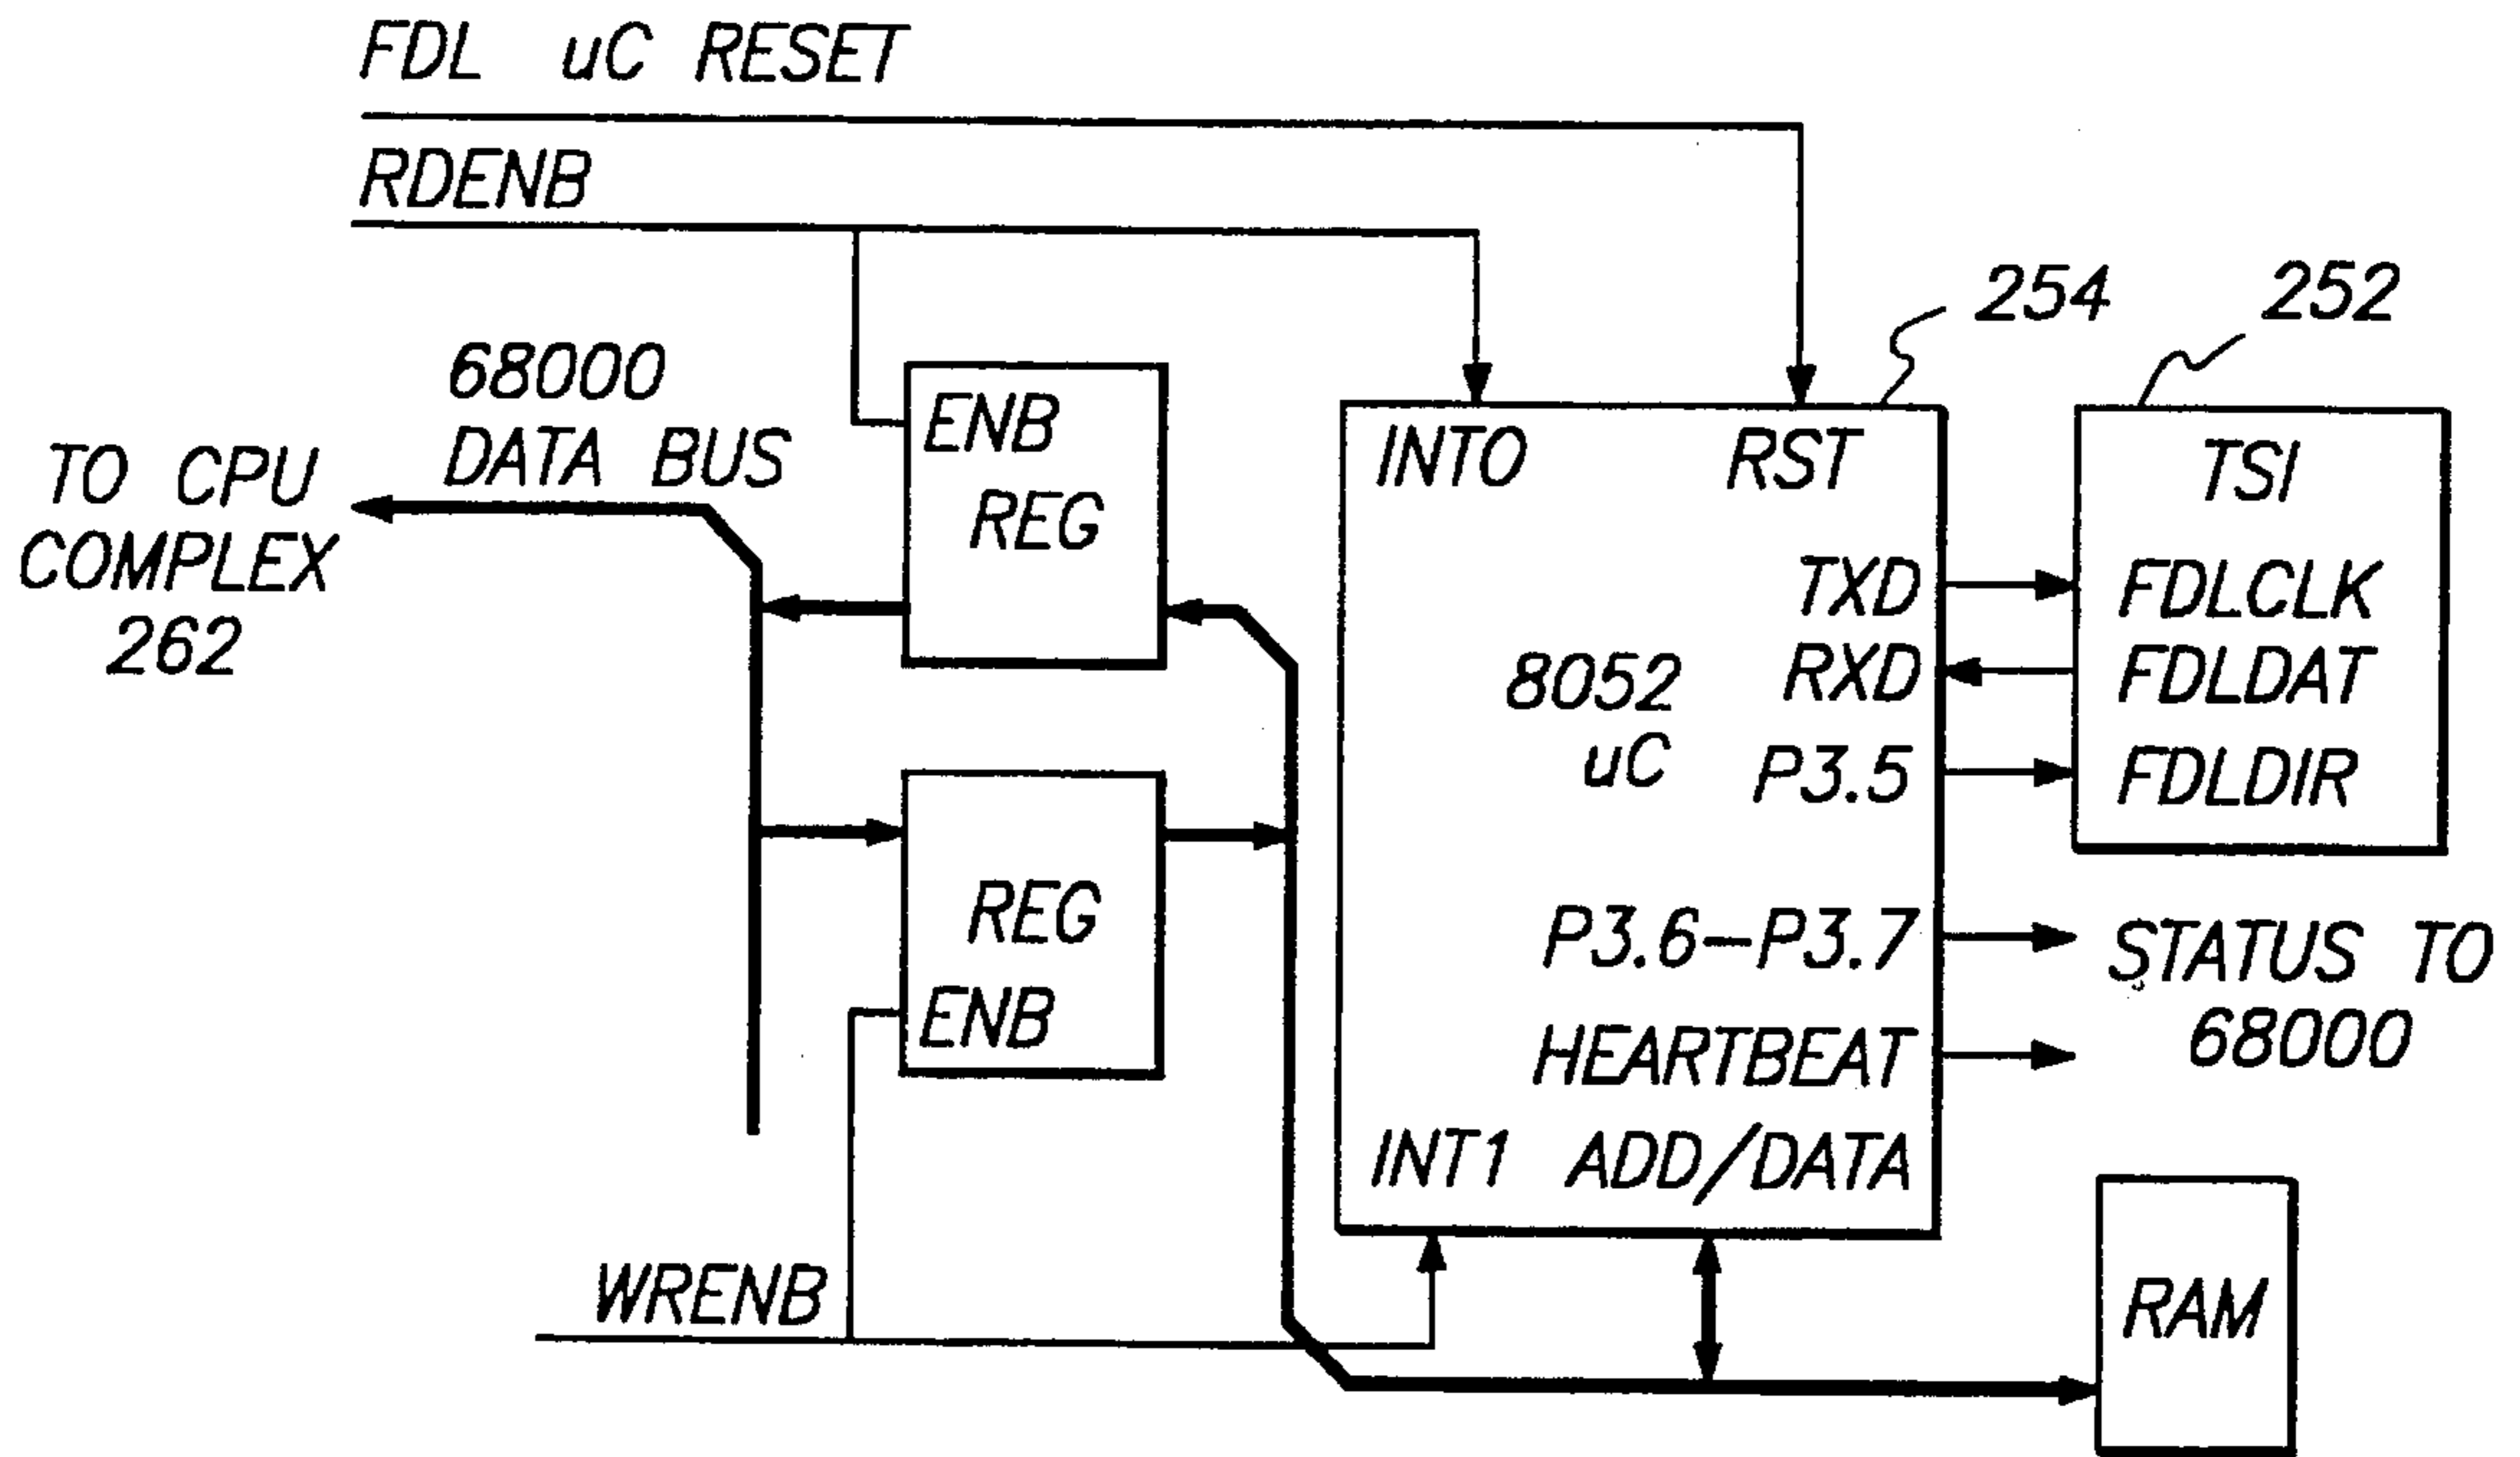 FDL uC RESET
RDENB
254
252
68000
DATA BUS
TO CPU
COMPLEX
262
ENB
REG
INTO
RST
TSI
TXD
FDLCLK
RXD
FDLDAT
8052
uC
P3.5
FDLDIR
REG
ENB
P3.6–P3.7
STATUS TO
68000
HEARTBEAT
INT1 ADD/DATA
WRENB
RAM